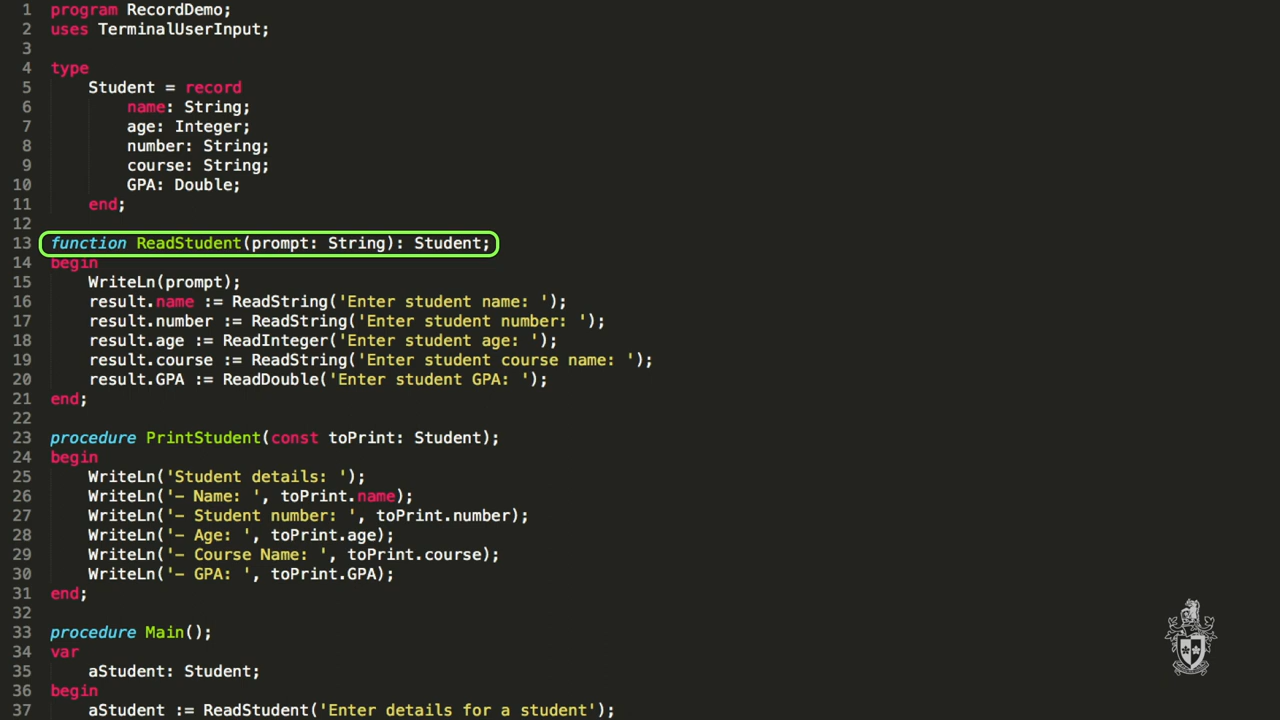 1 program RecordDemo;
2 uses TerminalUserInput;
3
4 type
5     Student = record
6         name: String;
7         age: Integer;
8         number: String;
9         course: String;
10         GPA: Double;
11     end;
12
13 function ReadStudent(prompt: String): Student;
14 begin
15     WriteLn(prompt);
16     result.name := ReadString('Enter student name: ');
17     result.number := ReadString('Enter student number: ');
18     result.age := ReadInteger('Enter student age: ');
19     result.course := ReadString('Enter student course name: ');
20     result.GPA := ReadDouble('Enter student GPA: ');
21 end;
22
23 procedure PrintStudent(const toPrint: Student);
24 begin
25     WriteLn('Student details: ');
26     WriteLn('- Name: ', toPrint.name);
27     WriteLn('- Student number: ', toPrint.number);
28     WriteLn('- Age: ', toPrint.age);
29     WriteLn('- Course Name: ', toPrint.course);
30     WriteLn('- GPA: ', toPrint.GPA);
31 end;
32
33 procedure Main();
34 var
35     aStudent: Student;
36 begin
37     aStudent := ReadStudent('Enter details for a student');